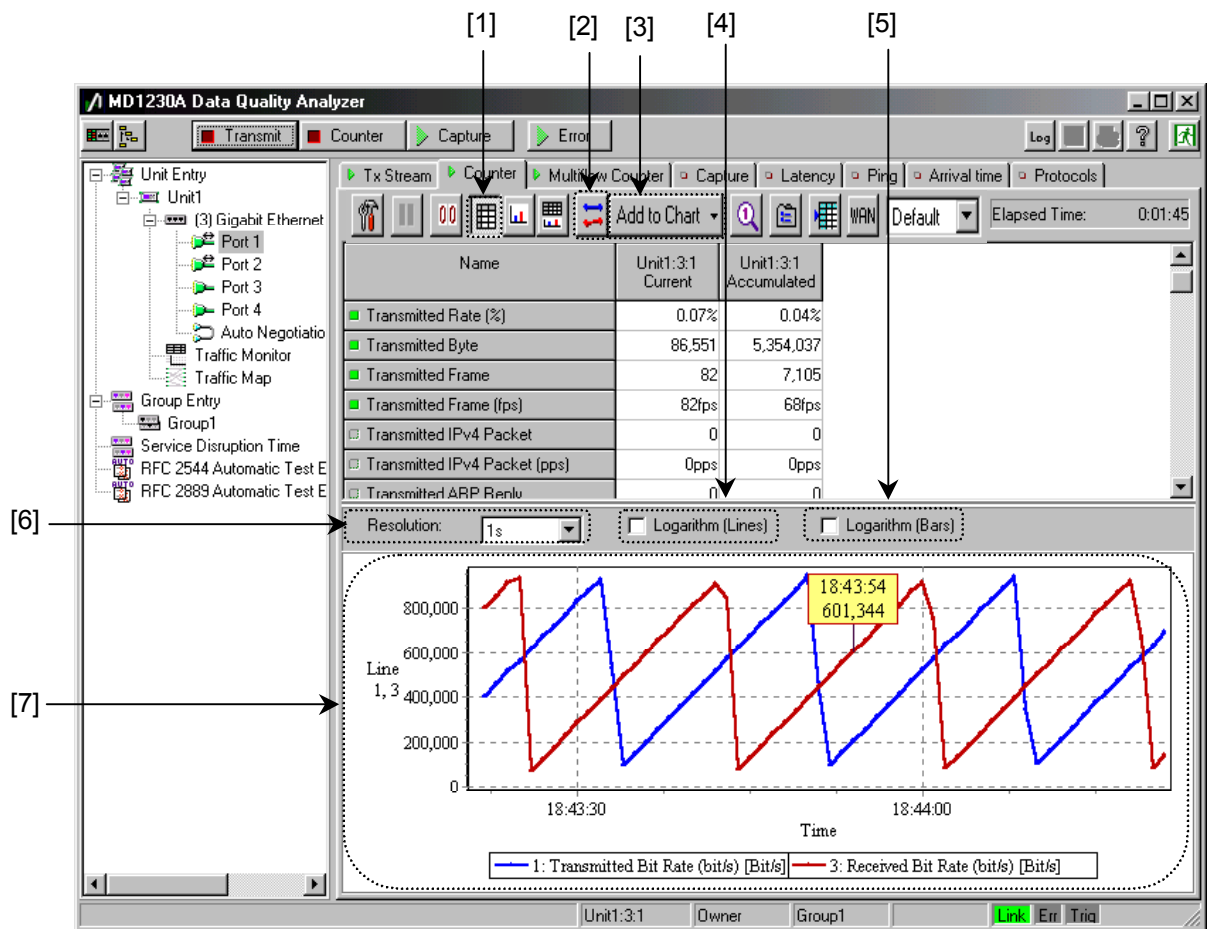 [1] [2] [3] [4] [5]
MD1230A Data Quality Analyzer
Transmit Counter Capture Error Log
Unit Entry
Unit1
(3) Gigabit Ethernet
Port 1
Port 2
Port 3
Port 4
Auto Negotiatio
Traffic Monitor
Traffic Map
Group Entry
Group1
Service Disruption Time
AUTO RFC 2544 Automatic Test E
AUTO RFC 2889 Automatic Test E
Tx Stream Counter Multiflow Counter Capture Latency Ping Arrival time Protocols
Add to Chart WAN Default Elapsed Time: 0:01:45
Name Unit1:3:1 Current Unit1:3:1 Accumulated
Transmitted Rate (%) 0.07% 0.04%
Transmitted Byte 86,551 5,354,037
Transmitted Frame 82 7,105
Transmitted Frame (fps) 82fps 68fps
Transmitted IPv4 Packet 0 0
Transmitted IPv4 Packet (pps) 0pps 0pps
Transmitted ARP Reply 0 0
[6]
Resolution: 1s Logarithm (Lines) Logarithm (Bars)
[7]
18:43:54
601,344
800,000
600,000
Line
1, 3
400,000
200,000
0
18:43:30 18:44:00
Time
1: Transmitted Bit Rate (bit/s) [Bit/s] 3: Received Bit Rate (bit/s) [Bit/s]
Unit1:3:1 Owner Group1 Link Err Trig